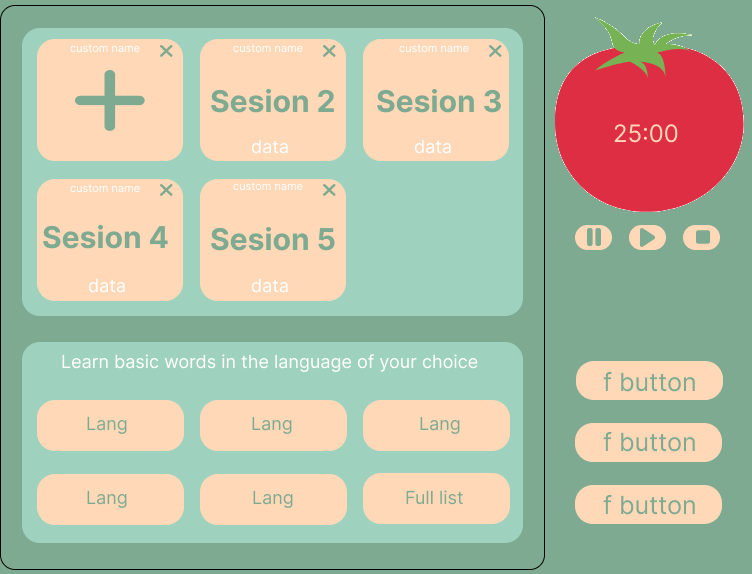 custom name
custom name
custom name
Sesion 2
Sesion 3
data
data
custom name
custom name
Sesion 4
Sesion 5
data
data
Learn basic words in the language of your choice
Lang
Lang
Lang
Lang
Lang
Full list
25:00
f button
f button
f button